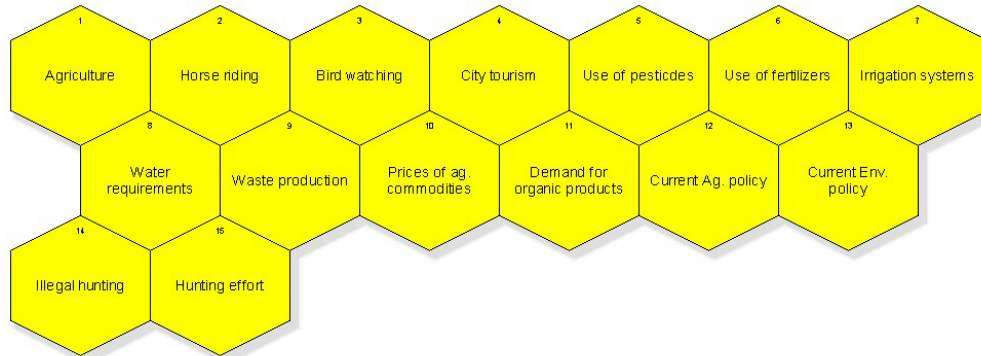 1 2 3 4 5 6 7
Agriculture Horse riding Bird watching City tourism Use of pesticdes Use of fertilizers Irrigation systems
8 9 10 11 12 13
Water requirements Waste production Prices of ag. commodities Demand for organic products Current Ag. policy Current Env. policy
14 15
Illegal hunting Hunting effort